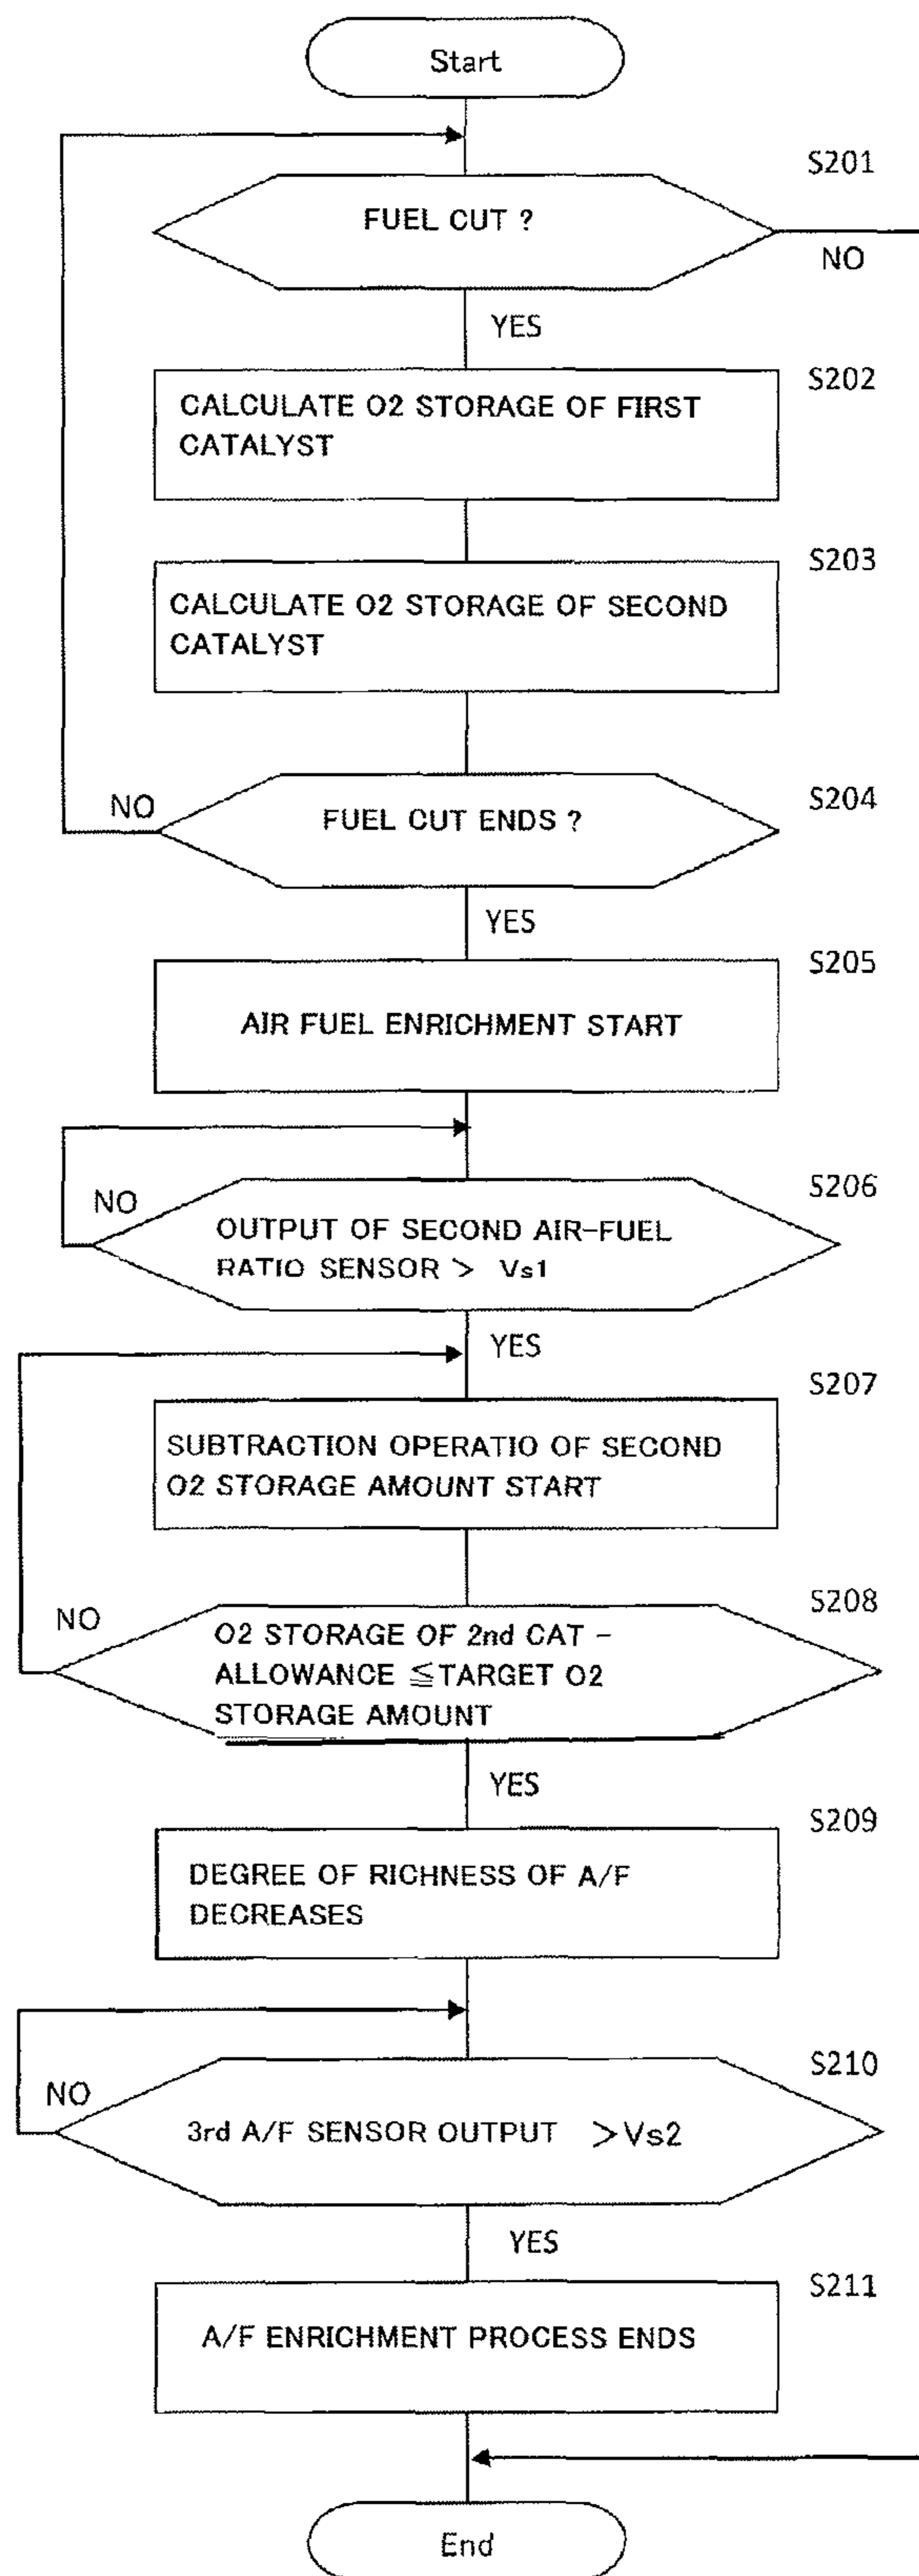 Start
S201
FUEL CUT ?
NO
YES
S202
CALCULATE O2 STORAGE OF FIRST
CATALYST
S203
CALCULATE O2 STORAGE OF SECOND
CATALYST
S204
NO
FUEL CUT ENDS ?
YES
S205
AIR FUEL ENRICHMENT START
S206
NO
OUTPUT OF SECOND AIR-FUEL
RATIO SENSOR > Vs1
YES
S207
SUBTRACTION OPERATIO OF SECOND
O2 STORAGE AMOUNT START
S208
NO
O2 STORAGE OF 2nd CAT -
ALLOWANCE ≦TARGET O2
STORAGE AMOUNT
YES
S209
DEGREE OF RICHNESS OF A/F
DECREASES
S210
NO
3rd A/F SENSOR OUTPUT >Vs2
YES
S211
A/F ENRICHMENT PROCESS ENDS
End